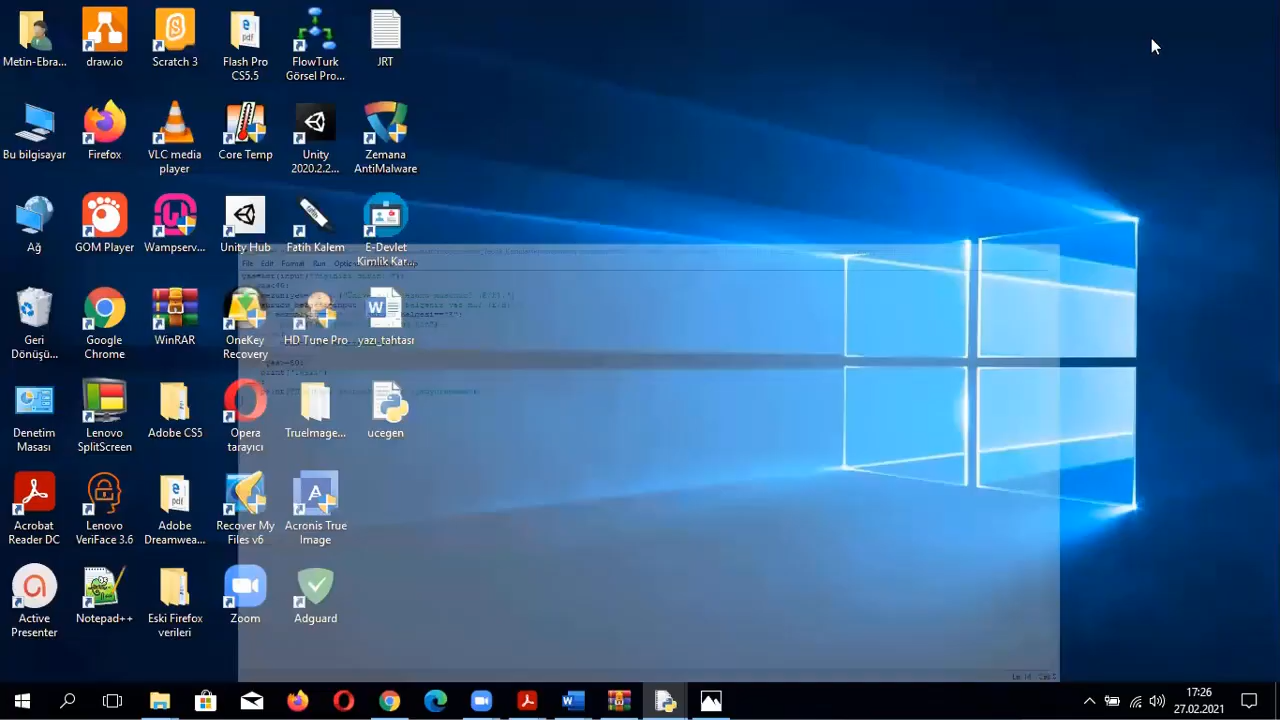 Metin-Ebra...
draw.io
Scratch 3
Flash Pro
CS5.5
FlowTurk
Görsel Pro...
JRT
Bu bilgisayar
Firefox
VLC media
player
Core Temp
Unity
2020.2.2...
Zemana
AntiMalware
Ağ
GOM Player
Wampserv...
Unity Hub
Fatih Kalem
E-Devlet
Kimlik Kar...
File Edit Format Run
Geri
Dönüşü...
Google
Chrome
WinRAR
OneKey
Recovery
HD Tune Pro
yazı_tahtası
Denetim
Masası
Lenovo
SplitScreen
Adobe CS5
Opera
tarayıcı
TrueImage...
ucegen
Acrobat
Reader DC
Lenovo
VeriFace 3.6
Adobe
Dreamwea...
Recover My
Files v6
Acronis True
Image
Active
Presenter
Notepad++
Eski Firefox
verileri
Zoom
Adguard
17:26
27.02.2021